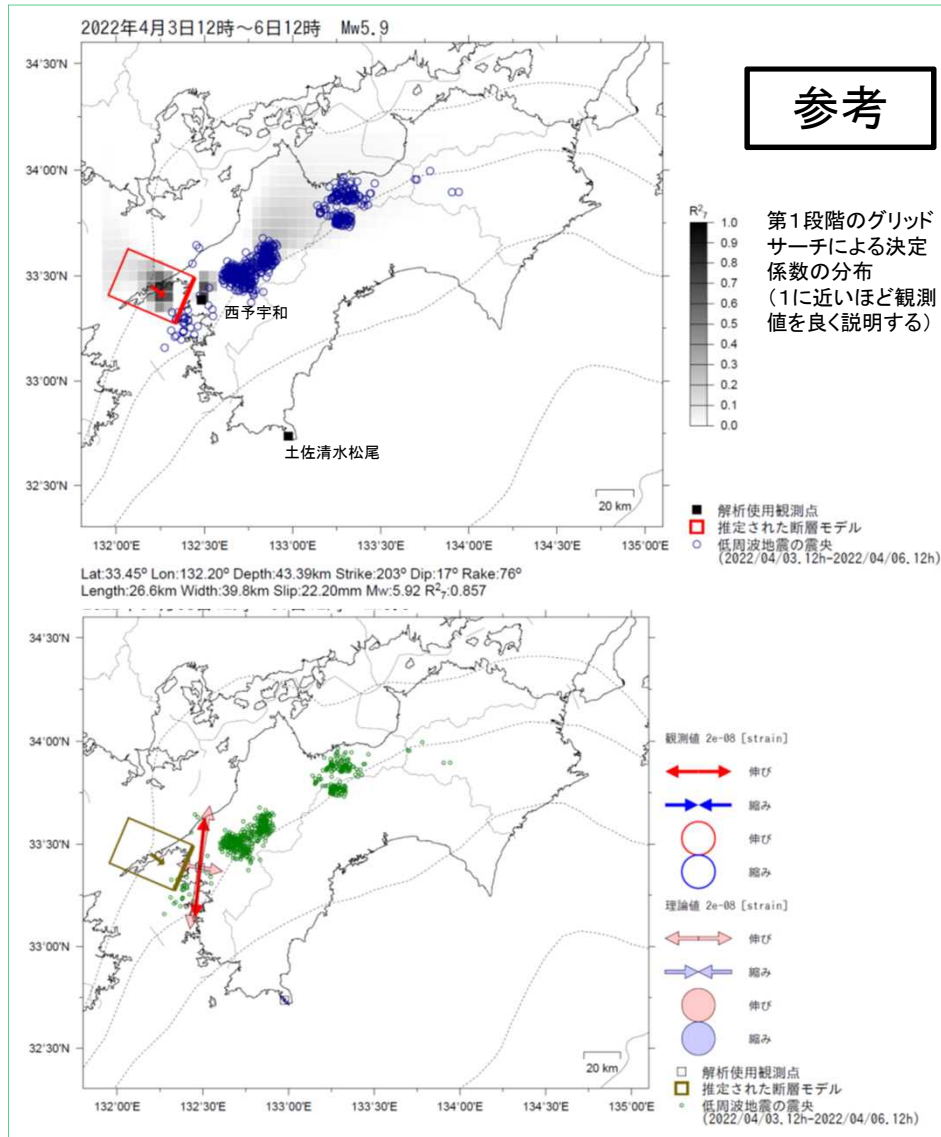 2022年4月3日12時～6日12時 Mw5.9
参考
34°30'N
34°00'N
33°30'N
33°00'N
32°30'N
132°00'E
132°30'E
133°00'E
133°30'E
134°00'E
134°30'E
135°00'E
西予宇和
土佐清水松尾
20 km
R²₇
1.0
0.9
0.8
0.7
0.6
0.5
0.4
0.3
0.2
0.1
0.0
第１段階のグリッド
サーチによる決定
係数の分布
（１に近いほど観測
値を良く説明する）
解析使用観測点
推定された断層モデル
低周波地震の震央
(2022/04/03.12h-2022/04/06.12h)
Lat:33.45º Lon:132.20º Depth:43.39km Strike:203º Dip:17º Rake:76º
Length:26.6km Width:39.8km Slip:22.20mm Mw:5.92 R²₇:0.857
34°30'N
34°00'N
33°30'N
33°00'N
32°30'N
132°00'E
132°30'E
133°00'E
133°30'E
134°00'E
134°30'E
135°00'E
20 km
観測値 2e-08 [strain]
伸び
縮み
伸び
縮み
理論値 2e-08 [strain]
伸び
縮み
伸び
縮み
解析使用観測点
推定された断層モデル
低周波地震の震央
(2022/04/03.12h-2022/04/06.12h)